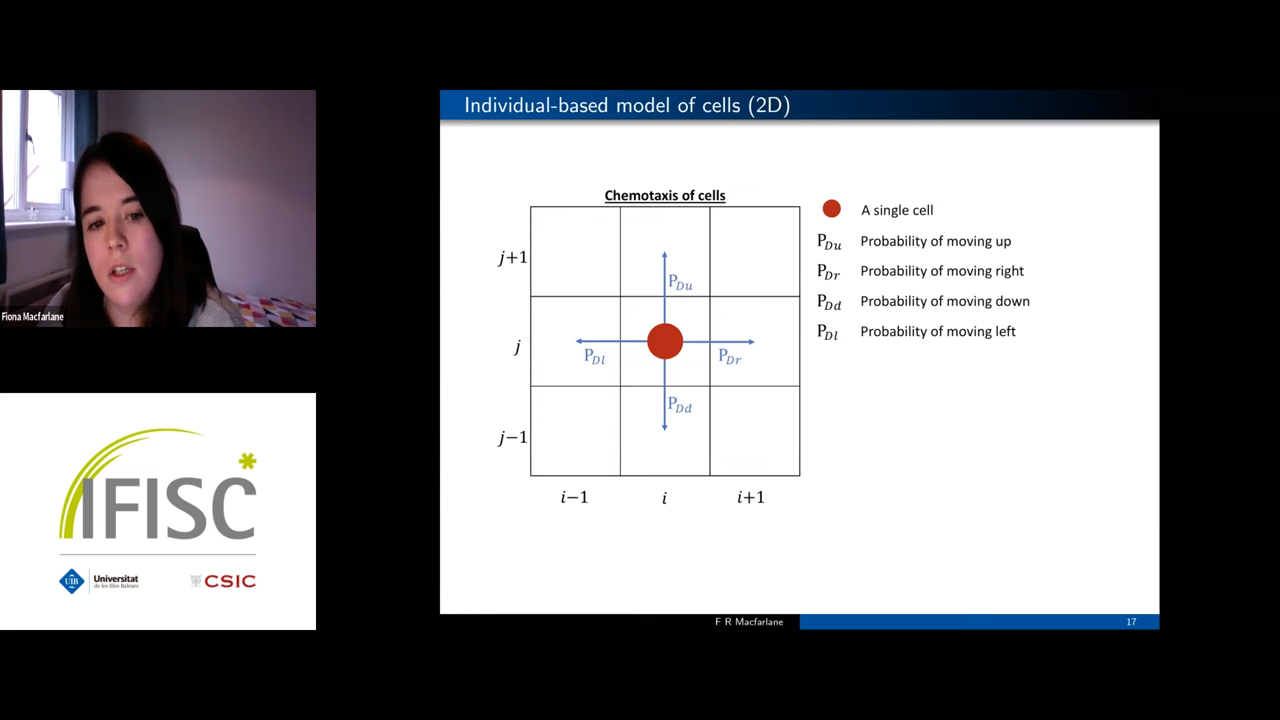 Fiona Macfarlane
IFISC
UIB
Universitat
de les Illes Balears
CSIC
Individual-based model of cells (2D)
Chemotaxis of cells
j+1
j
j−1
i−1
i
i+1
P_Du
P_Dl
P_Dr
P_Dd
A single cell
P_Du Probability of moving up
P_Dr Probability of moving right
P_Dd Probability of moving down
P_Dl Probability of moving left
F R Macfarlane
17